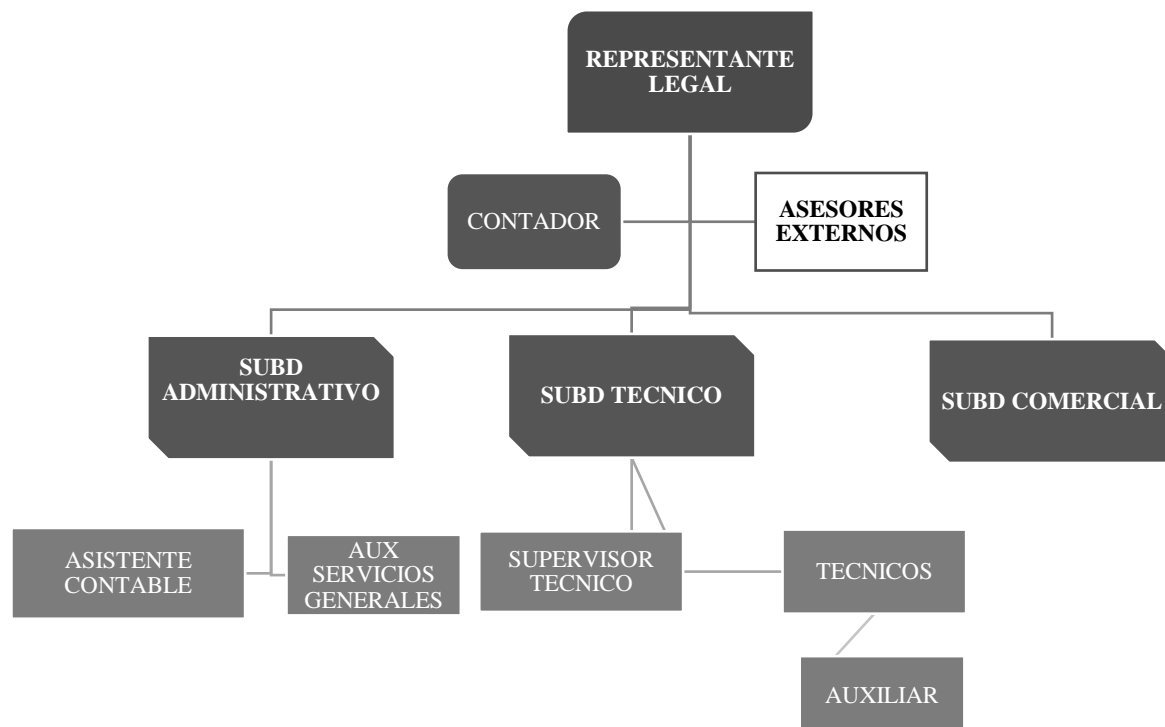 REPRESENTANTE
LEGAL
CONTADOR
ASESORES
EXTERNOS
SUBD
ADMINISTRATIVO
SUBD TECNICO
SUBD COMERCIAL
ASISTENTE
CONTABLE
AUX
SERVICIOS
GENERALES
SUPERVISOR
TECNICO
TECNICOS
AUXILIAR